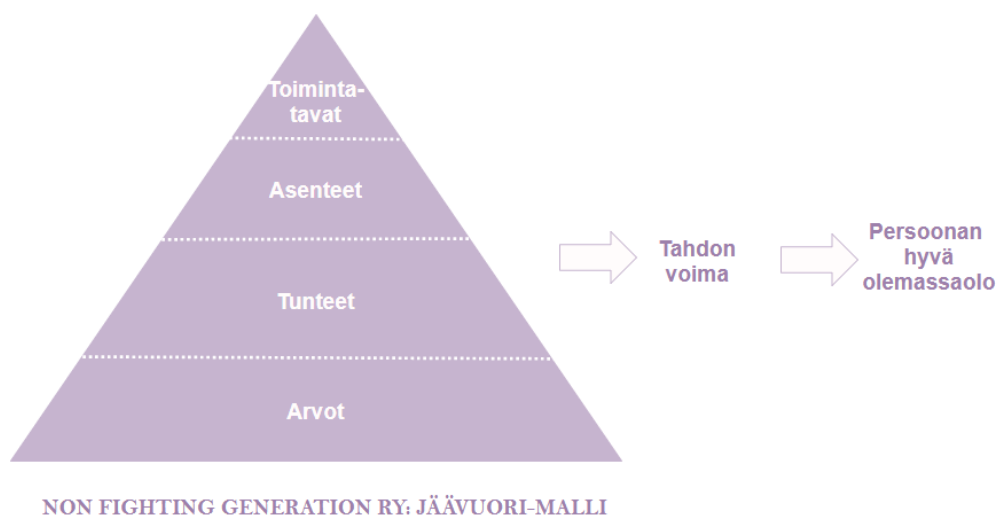 Toiminta-
tavat
Asenteet
Tunteet
Arvot
Tahdon
voima
Persoonan
hyvä
olemassaolo
NON FIGHTING GENERATION RY: JÄÄVUORI-MALLI